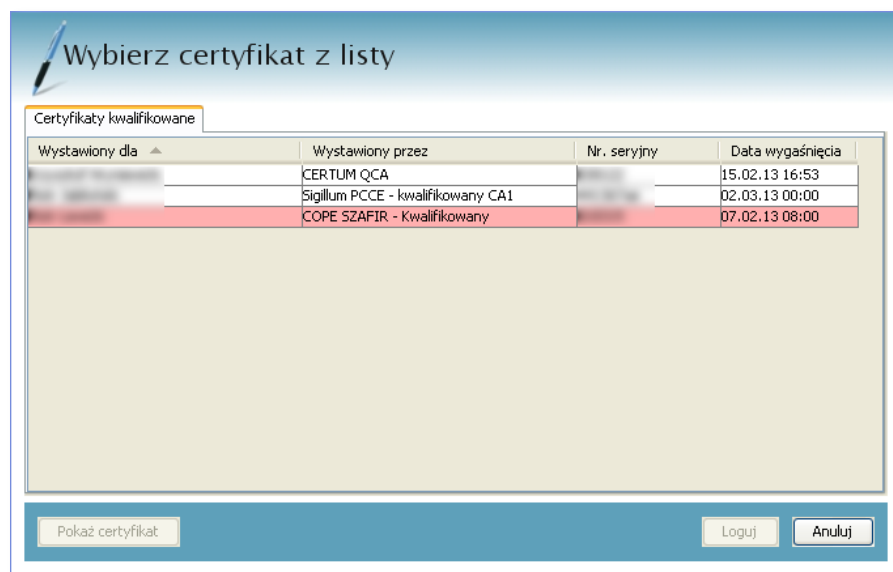 Wybierz certyfikat z listy
Certyfikaty kwalifikowane
Wystawiony dla Wystawiony przez Nr. seryjny Data wygaśnięcia
CERTUM QCA 15.02.13 16:53
Sigillum PCCE - kwalifikowany CA1 02.03.13 00:00
COPE SZAFIR - Kwalifikowany 07.02.13 08:00
Pokaż certyfikat Loguj Anuluj